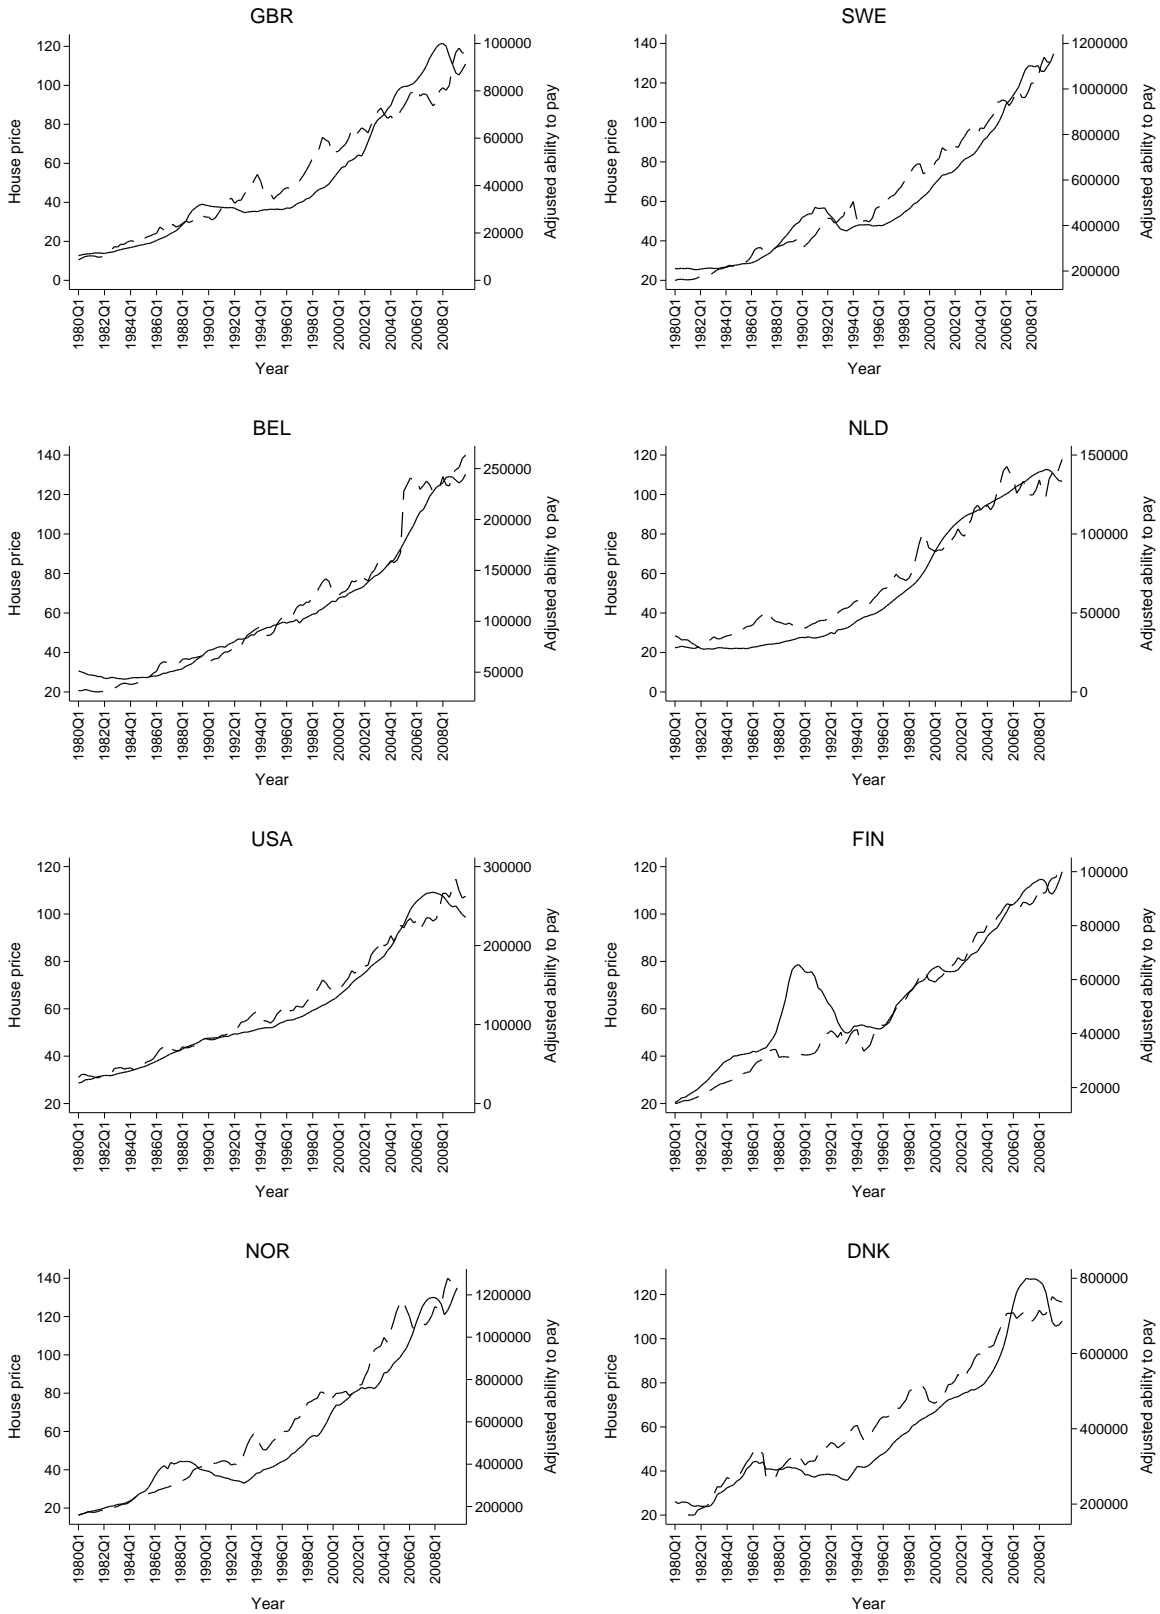 GBR
120
100
80
60
40
20
0
100000
80000
60000
40000
20000
0
House price
Adjusted ability to pay
1980Q1
1982Q1
1984Q1
1986Q1
1988Q1
1990Q1
1992Q1
1994Q1
1996Q1
1998Q1
2000Q1
2002Q1
2004Q1
2006Q1
2008Q1
Year
SWE
140
120
100
80
60
40
20
1200000
1000000
800000
600000
400000
200000
House price
Adjusted ability to pay
1980Q1
1982Q1
1984Q1
1986Q1
1988Q1
1990Q1
1992Q1
1994Q1
1996Q1
1998Q1
2000Q1
2002Q1
2004Q1
2006Q1
2008Q1
Year
BEL
140
120
100
80
60
40
20
250000
200000
150000
100000
50000
House price
Adjusted ability to pay
1980Q1
1982Q1
1984Q1
1986Q1
1988Q1
1990Q1
1992Q1
1994Q1
1996Q1
1998Q1
2000Q1
2002Q1
2004Q1
2006Q1
2008Q1
Year
NLD
120
100
80
60
40
20
0
150000
100000
50000
0
House price
Adjusted ability to pay
1980Q1
1982Q1
1984Q1
1986Q1
1988Q1
1990Q1
1992Q1
1994Q1
1996Q1
1998Q1
2000Q1
2002Q1
2004Q1
2006Q1
2008Q1
Year
USA
120
100
80
60
40
20
300000
200000
100000
0
House price
Adjusted ability to pay
1980Q1
1982Q1
1984Q1
1986Q1
1988Q1
1990Q1
1992Q1
1994Q1
1996Q1
1998Q1
2000Q1
2002Q1
2004Q1
2006Q1
2008Q1
Year
FIN
120
100
80
60
40
20
100000
80000
60000
40000
20000
House price
Adjusted ability to pay
1980Q1
1982Q1
1984Q1
1986Q1
1988Q1
1990Q1
1992Q1
1994Q1
1996Q1
1998Q1
2000Q1
2002Q1
2004Q1
2006Q1
2008Q1
Year
NOR
140
120
100
80
60
40
20
1200000
1000000
800000
600000
400000
200000
House price
Adjusted ability to pay
1980Q1
1982Q1
1984Q1
1986Q1
1988Q1
1990Q1
1992Q1
1994Q1
1996Q1
1998Q1
2000Q1
2002Q1
2004Q1
2006Q1
2008Q1
Year
DNK
120
100
80
60
40
20
800000
600000
400000
200000
House price
Adjusted ability to pay
1980Q1
1982Q1
1984Q1
1986Q1
1988Q1
1990Q1
1992Q1
1994Q1
1996Q1
1998Q1
2000Q1
2002Q1
2004Q1
2006Q1
2008Q1
Year